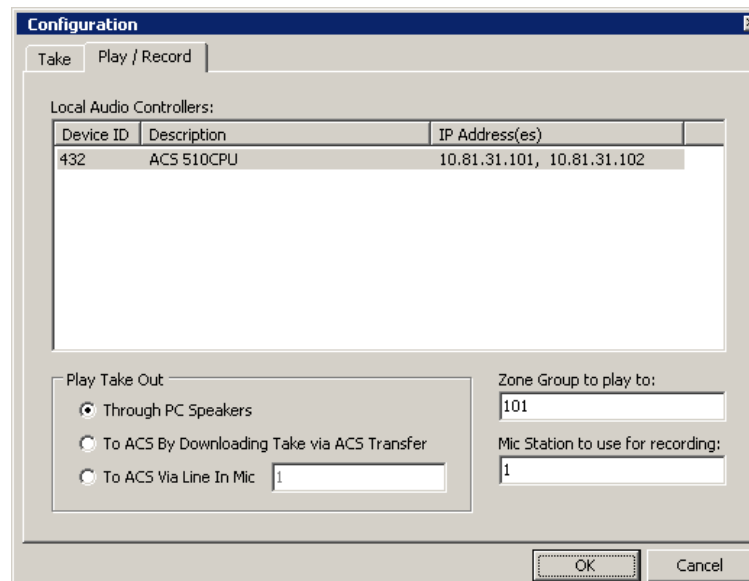 Configuration
Take
Play / Record
Local Audio Controllers:
Device ID Description IP Address(es)
432 ACS 510CPU 10.81.31.101, 10.81.31.102
Play Take Out
Through PC Speakers
To ACS By Downloading Take via ACS Transfer
To ACS Via Line In Mic 1
Zone Group to play to:
101
Mic Station to use for recording:
1
OK
Cancel